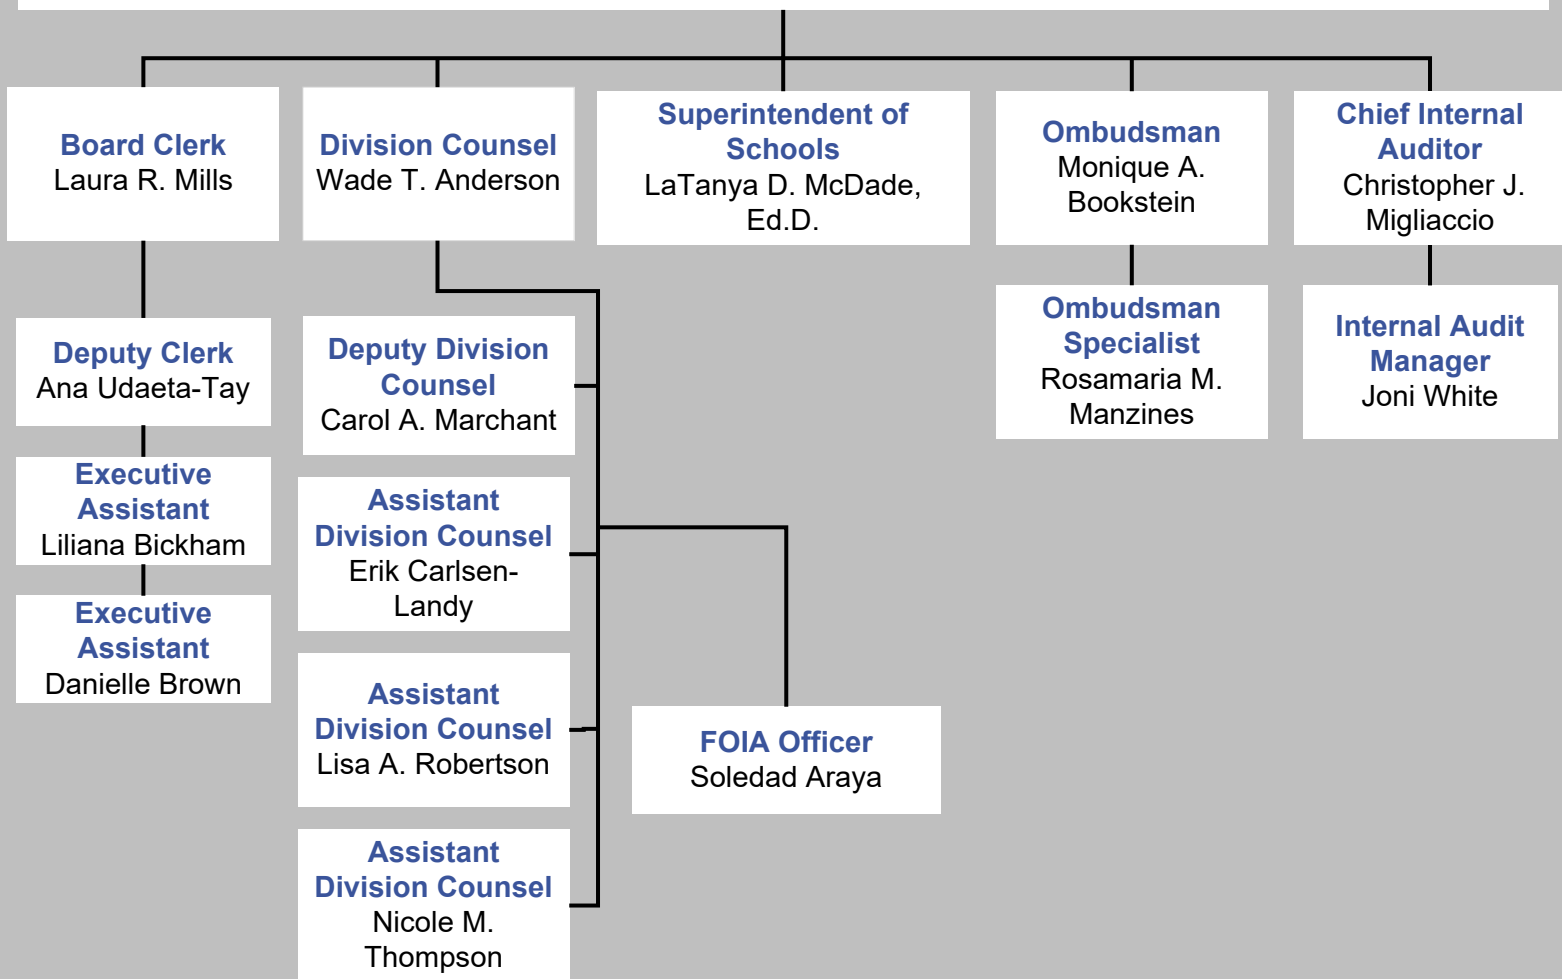 Board Clerk
Laura R. Mills
Division Counsel
Wade T. Anderson
Superintendent of
Schools
LaTanya D. McDade,
Ed.D.
Ombudsman
Monique A.
Bookstein
Chief Internal
Auditor
Christopher J.
Migliaccio
Deputy Clerk
Ana Udaeta-Tay
Executive
Assistant
Liliana Bickham
Executive
Assistant
Danielle Brown
Deputy Division
Counsel
Carol A. Marchant
Assistant
Division Counsel
Erik Carlsen-
Landy
Assistant
Division Counsel
Lisa A. Robertson
Assistant
Division Counsel
Nicole M.
Thompson
FOIA Officer
Soledad Araya
Ombudsman
Specialist
Rosamaria M.
Manzines
Internal Audit
Manager
Joni White